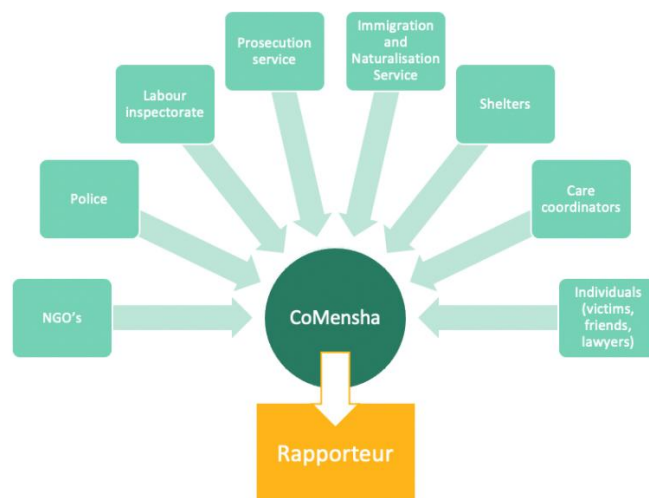 Immigration
and
Naturalisation
Service
Prosecution
service
Labour
inspectorate
Shelters
Police
Care
coordinators
NGO's
CoMensha
Individuals
(victims,
friends,
lawyers)
Rapporteur